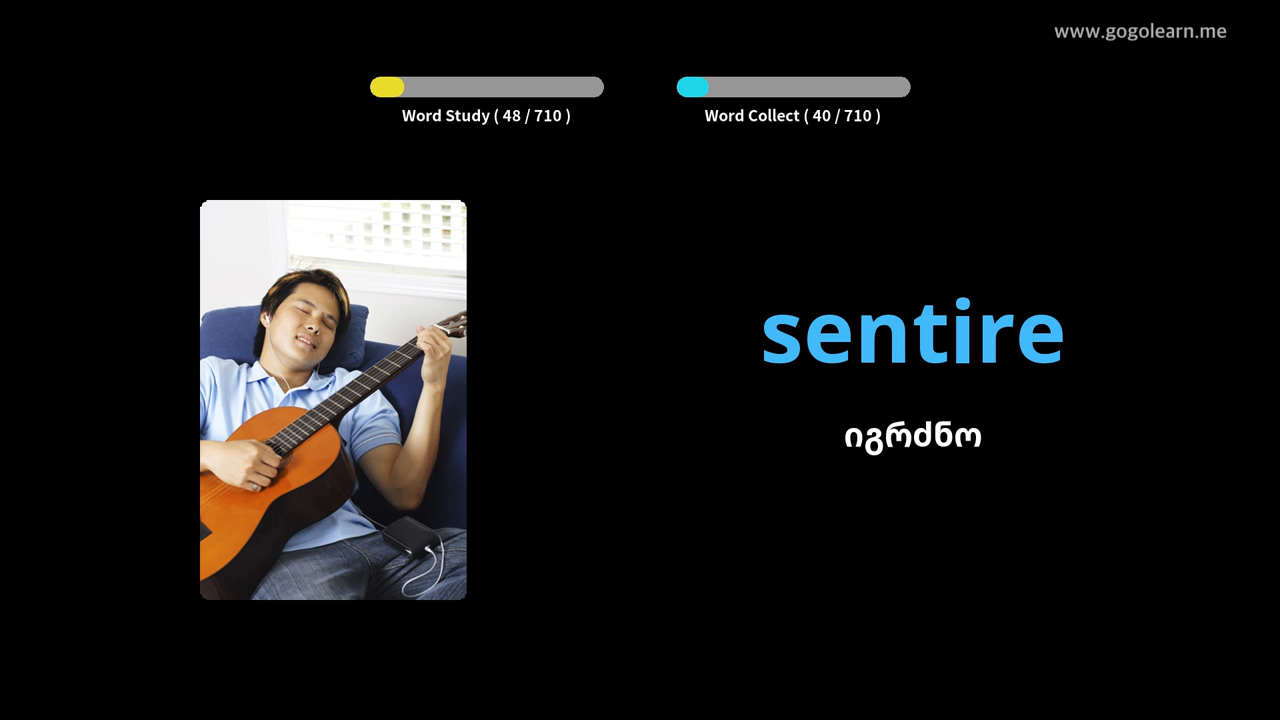 www.gogolearn.me
Word Study ( 48 / 710 )
Word Collect ( 40 / 710 )
sentire
იგრძნო